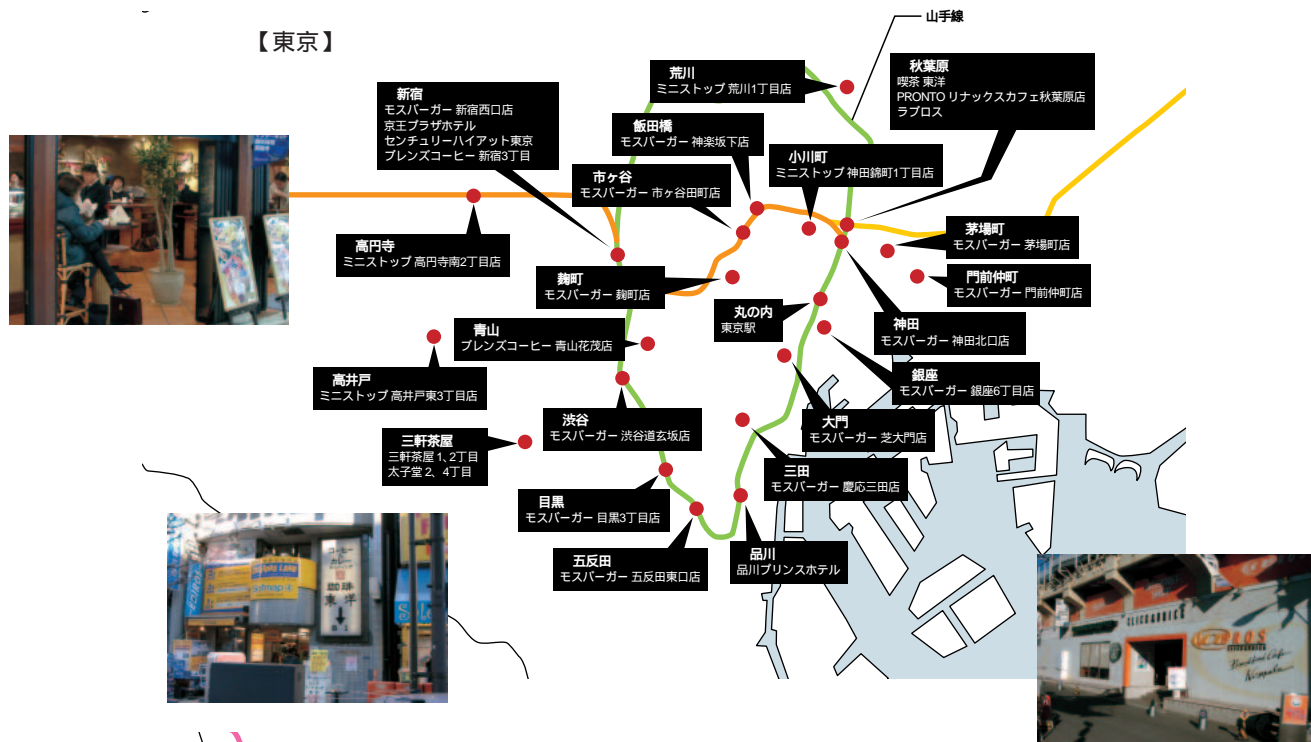 【東京】
山手線
荒川
ミニストップ 荒川1丁目店
秋葉原
喫茶 東洋
PRONTO リナックスカフェ秋葉原店
ラブロス
新宿
モスバーガー 新宿西口店
京王プラザホテル
センチュリーハイアット東京
ブレンズコーヒー 新宿3丁目
飯田橋
モスバーガー 神楽坂下店
小川町
ミニストップ 神田錦町1丁目店
市ヶ谷
モスバーガー 市ヶ谷田町店
高円寺
ミニストップ 高円寺南2丁目店
茅場町
モスバーガー 茅場町店
麹町
モスバーガー 麹町店
門前仲町
モスバーガー 門前仲町店
丸の内
東京駅
青山
ブレンズコーヒー 青山花茂店
神田
モスバーガー 神田北口店
高井戸
ミニストップ 高井戸東3丁目店
銀座
モスバーガー 銀座6丁目店
渋谷
モスバーガー 渋谷道玄坂店
大門
モスバーガー 芝大門店
三軒茶屋
三軒茶屋 1、2丁目
太子堂 2、4丁目
三田
モスバーガー 慶応三田店
目黒
モスバーガー 目黒3丁目店
五反田
モスバーガー 五反田東口店
品川
品川プリンスホテル
コーヒー
カレー
珈琲
東洋